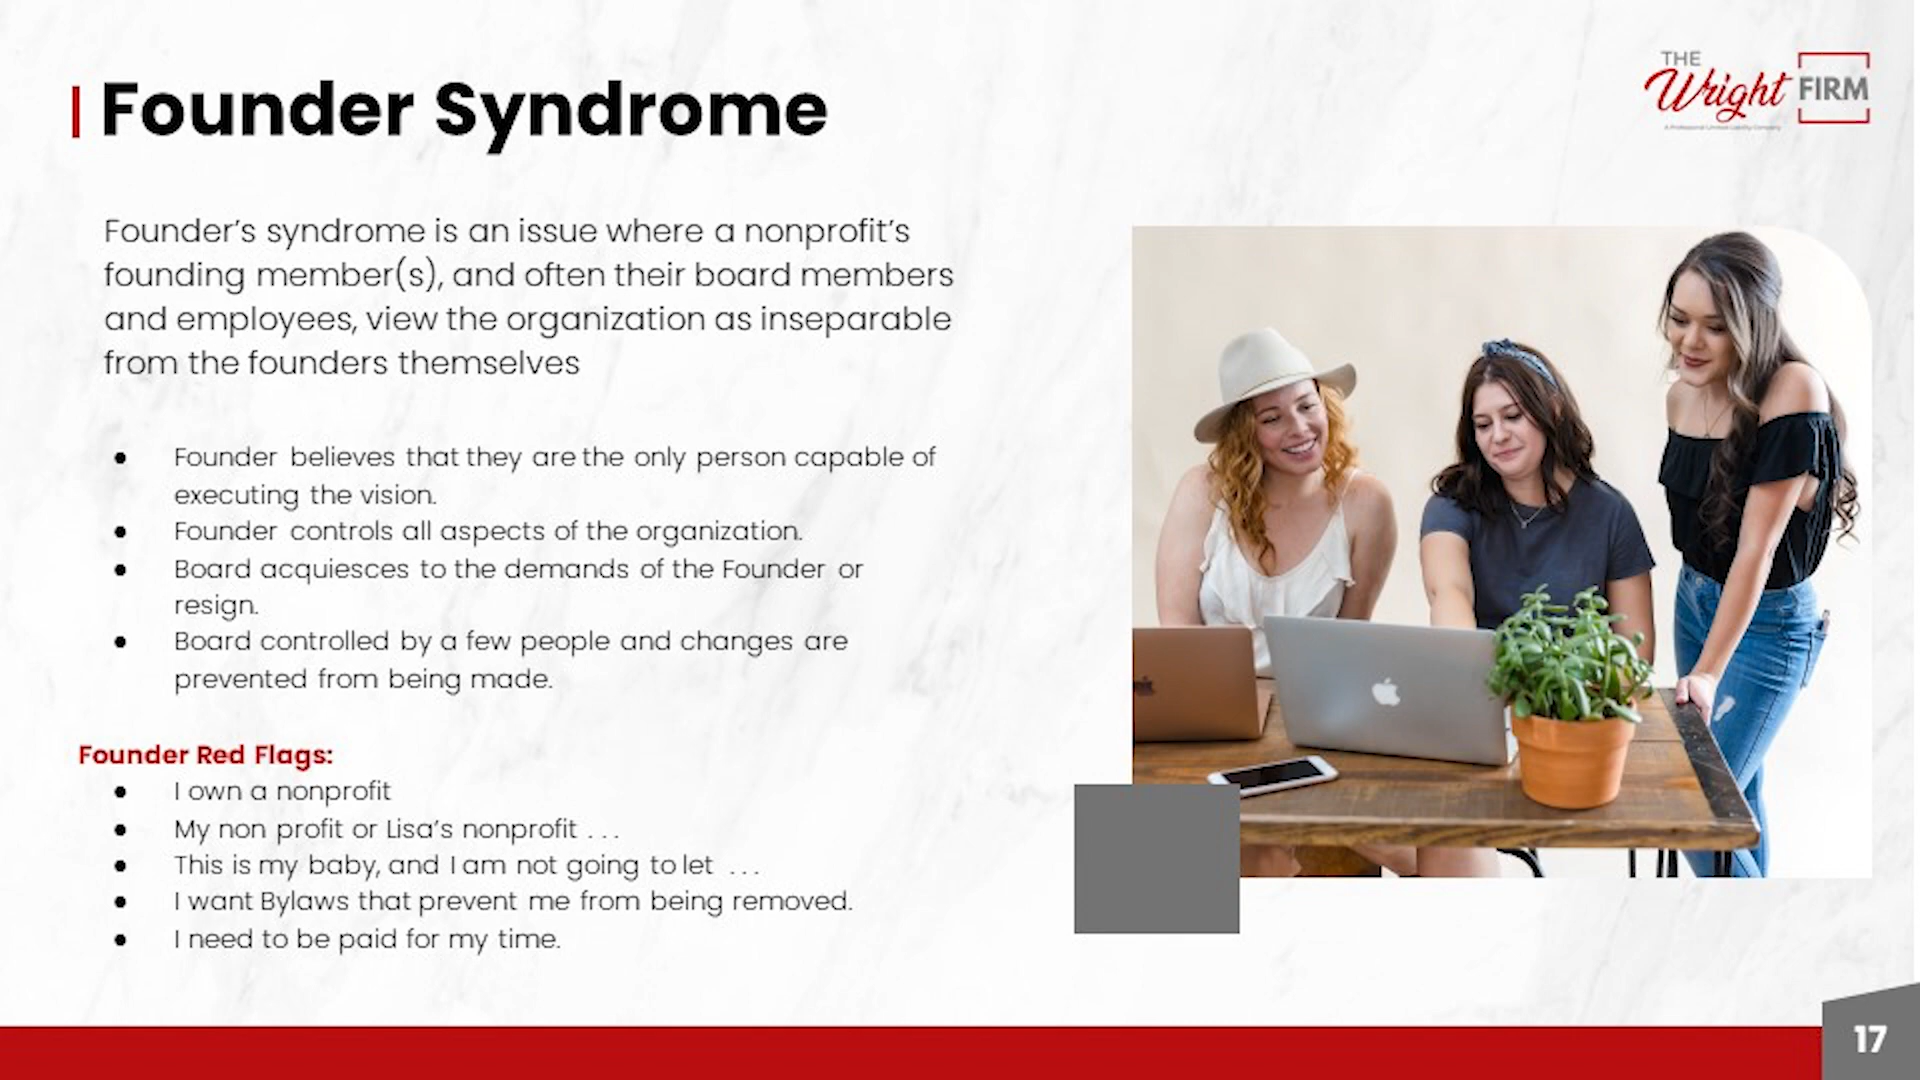 Founder Syndrome
THE
Wright FIRM
A Professional Limited Liability Company
Founder’s syndrome is an issue where a nonprofit’s
founding member(s), and often their board members
and employees, view the organization as inseparable
from the founders themselves
● Founder believes that they are the only person capable of
executing the vision.
● Founder controls all aspects of the organization.
● Board acquiesces to the demands of the Founder or
resign.
● Board controlled by a few people and changes are
prevented from being made.
Founder Red Flags:
● I own a nonprofit
● My non profit or Lisa’s nonprofit . . .
● This is my baby, and I am not going to let . . .
● I want Bylaws that prevent me from being removed.
● I need to be paid for my time.
17